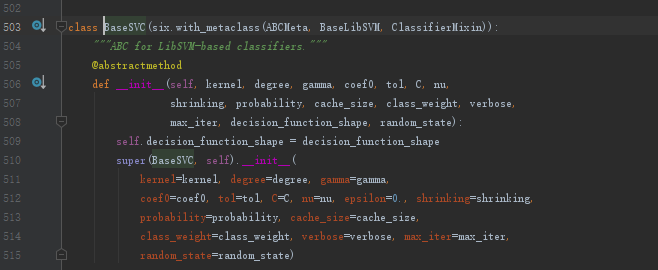 502
503 class BaseSVC(six.with_metaclass(ABCMeta, BaseLibSVM, ClassifierMixin)):
504 """ABC for LibSVM-based classifiers."""
505 @abstractmethod
506 def __init__(self, kernel, degree, gamma, coef0, tol, C, nu,
507 shrinking, probability, cache_size, class_weight, verbose,
508 max_iter, decision_function_shape, random_state):
509 self.decision_function_shape = decision_function_shape
510 super(BaseSVC, self).__init__(
511 kernel=kernel, degree=degree, gamma=gamma,
512 coef0=coef0, tol=tol, C=C, nu=nu, epsilon=0., shrinking=shrinking,
513 probability=probability, cache_size=cache_size,
514 class_weight=class_weight, verbose=verbose, max_iter=max_iter,
515 random_state=random_state)